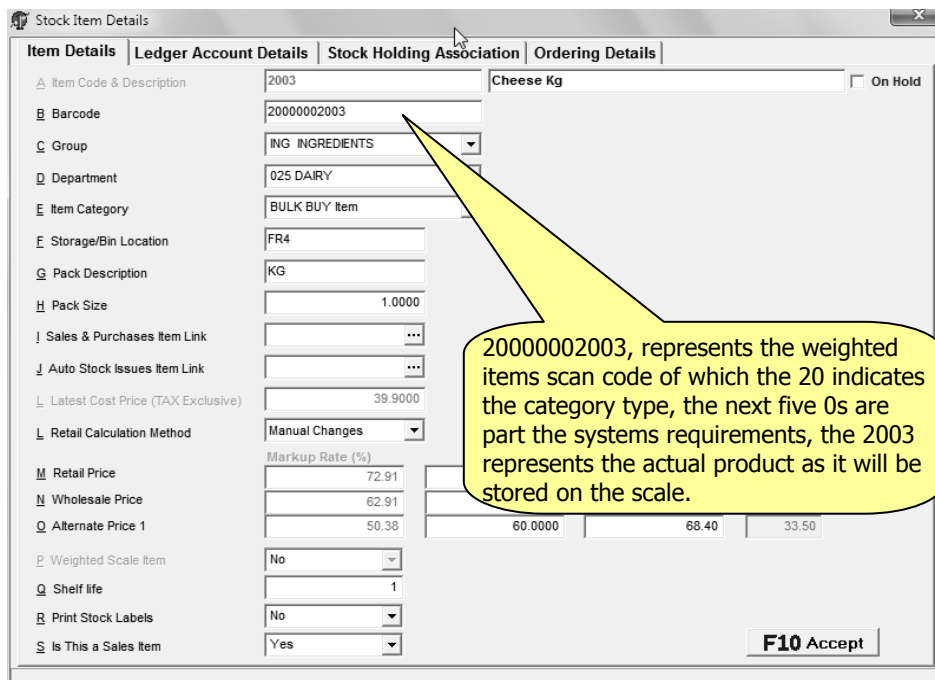 Stock Item Details
Item Details Ledger Account Details Stock Holding Association Ordering Details
A Item Code & Description 2003 Cheese Kg On Hold
B Barcode 20000002003
C Group ING INGREDIENTS
D Department 025 DAIRY
E Item Category BULK BUY Item
F Storage/Bin Location FR4
G Pack Description KG
H Pack Size 1.0000
I Sales & Purchases Item Link ...
J Auto Stock Issues Item Link ...
L Latest Cost Price (TAX Exclusive) 39.9000
L Retail Calculation Method Manual Changes
Markup Rate (%)
M Retail Price 72.91
N Wholesale Price 62.91
O Alternate Price 1 50.38 60.0000 68.40 33.50
P Weighted Scale Item No
Q Shelf life 1
R Print Stock Labels No
S Is This a Sales Item Yes
F10 Accept
20000002003, represents the weighted
items scan code of which the 20 indicates
the category type, the next five 0s are
part the systems requirements, the 2003
represents the actual product as it will be
stored on the scale.